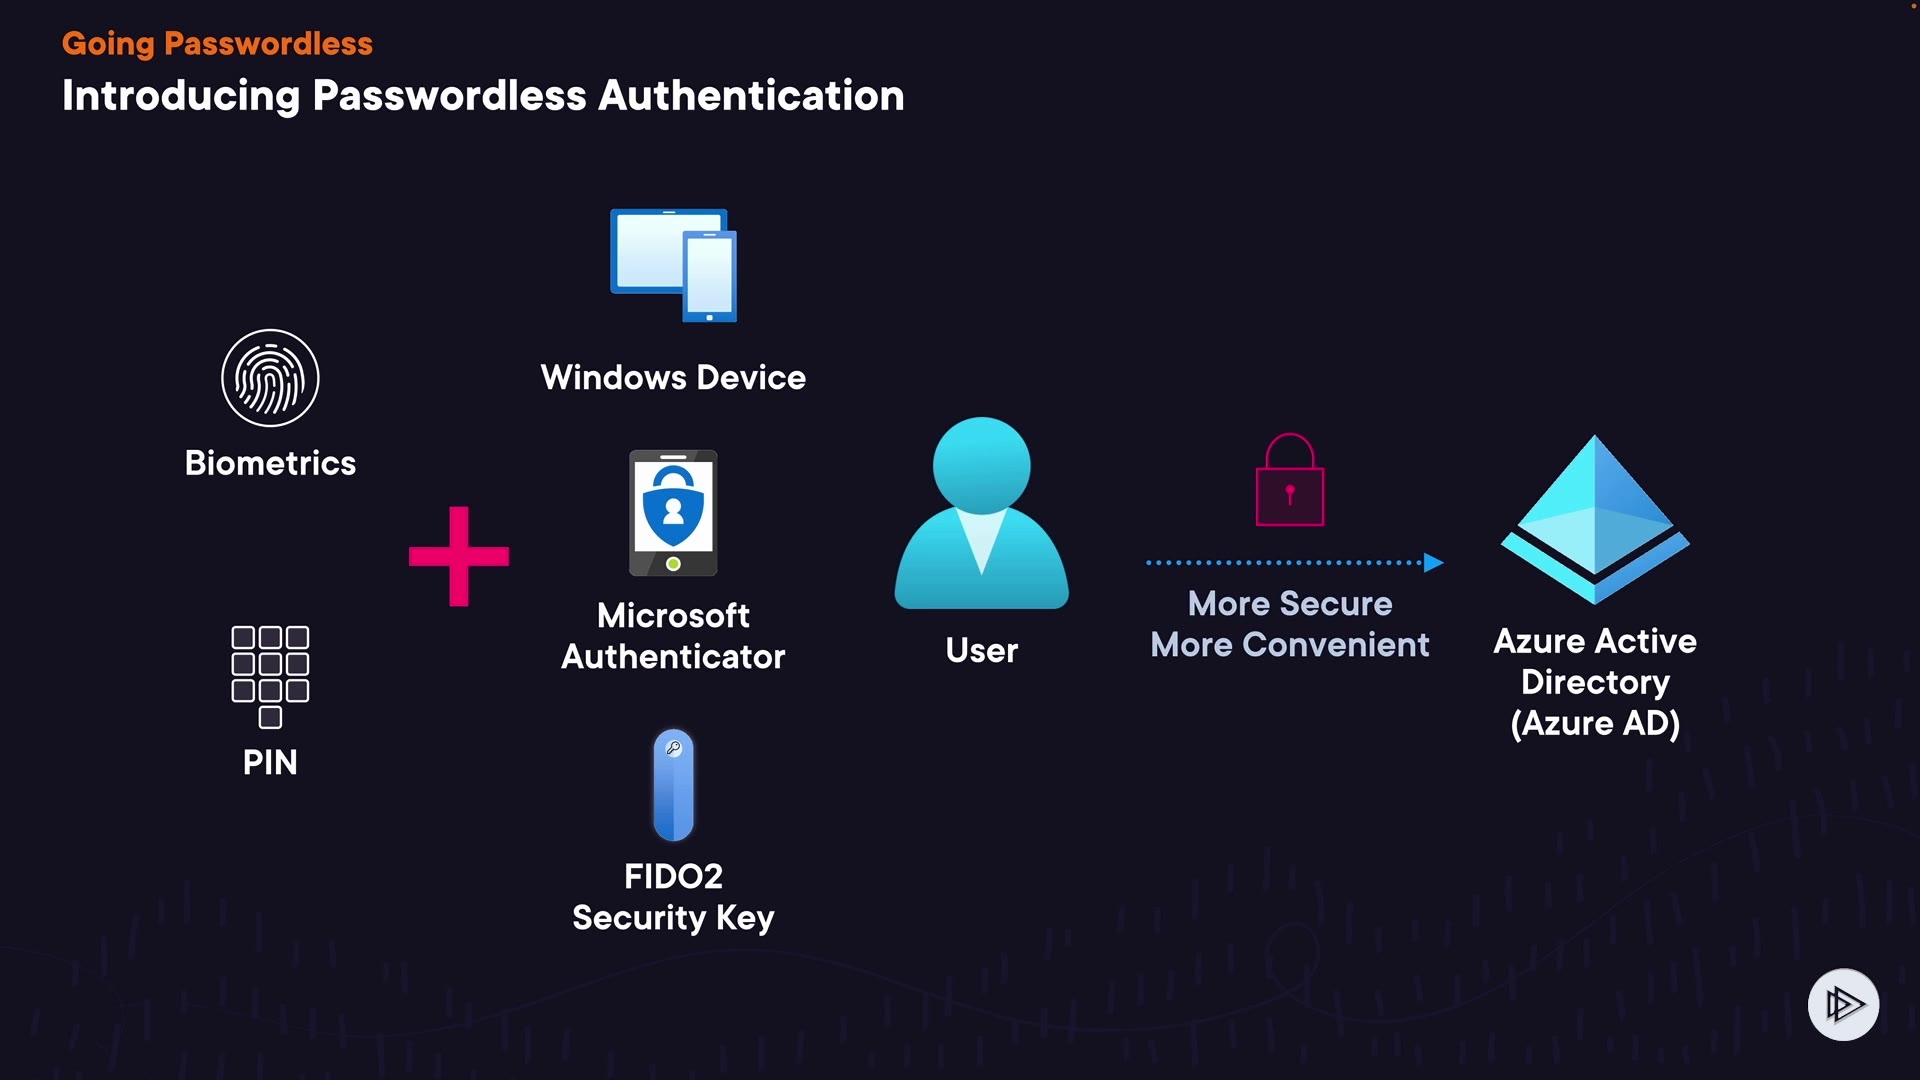 Going Passwordless
Introducing Passwordless Authentication
Biometrics
PIN
Windows Device
Microsoft
Authenticator
FIDO2
Security Key
User
More Secure
More Convenient
Azure Active
Directory
(Azure AD)